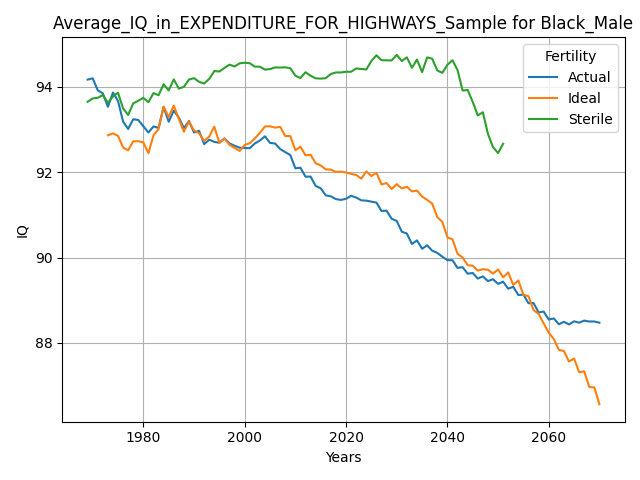 Average_IQ_in_EXPENDITURE_FOR_HIGHWAYS_Sample for Black_Male
Fertility
Actual
Ideal
Sterile
94
92
90
88
IQ
1980
2000
2020
2040
2060
Years